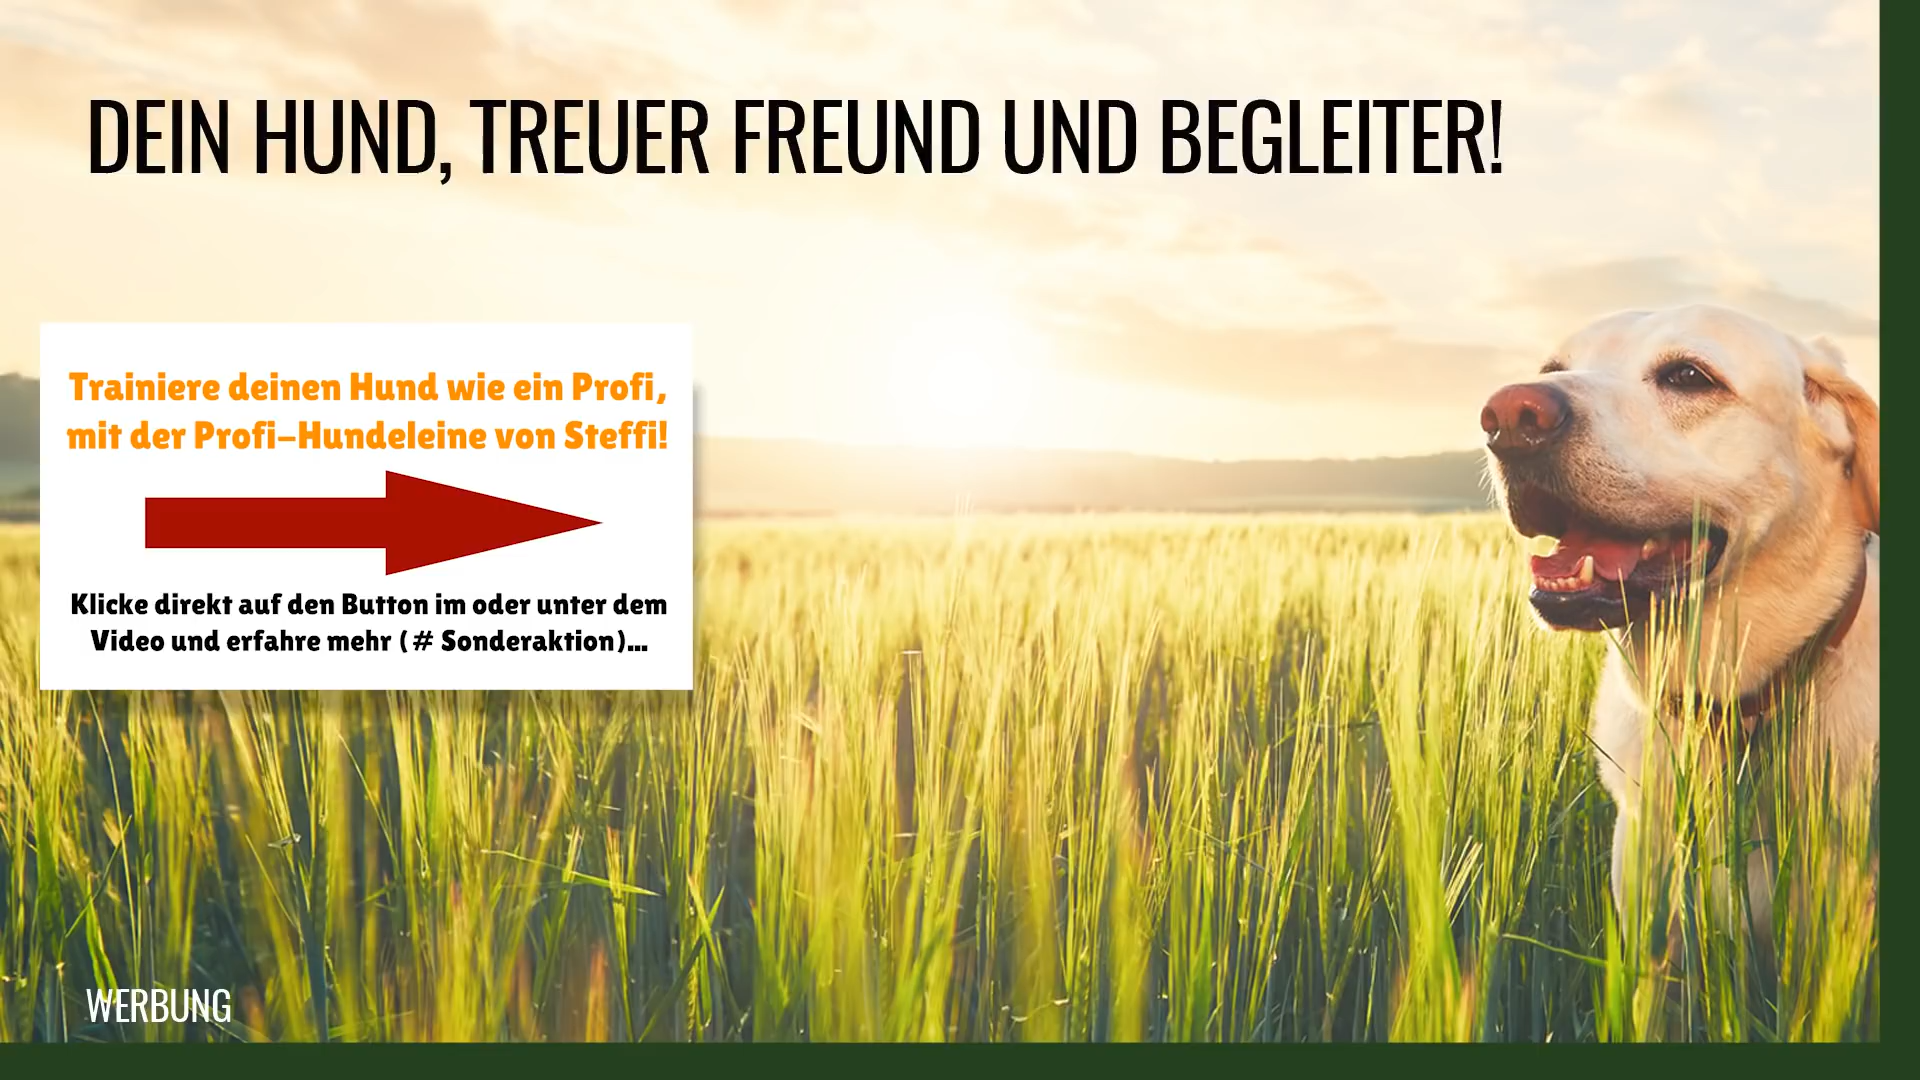 DEIN HUND, TREUER FREUND UND BEGLEITER!
Trainiere deinen Hund wie ein Profi,
mit der Profi-Hundeleine von Steffi!
Klicke direkt auf den Button im oder unter dem
Video und erfahre mehr (# Sonderaktion)...
WERBUNG